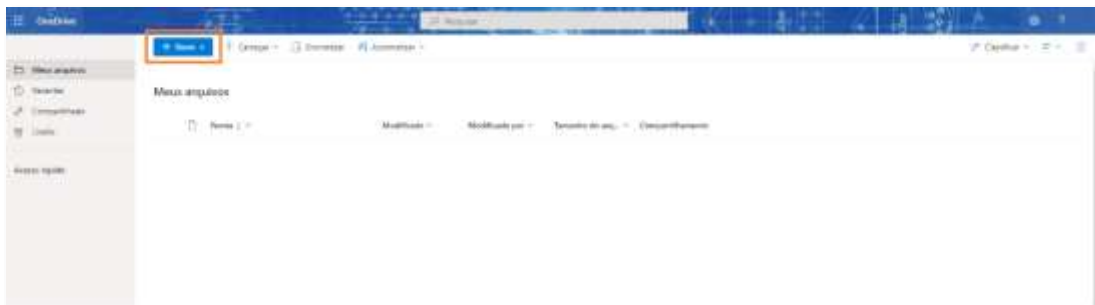 OneDrive Pesquisar
+ Novo Carregar Sincronizar Automatizar Classificar
Meus arquivos
Recentes
Compartilhado
Lixeira
Acesso rápido
Meus arquivos
Nome Modificado Modificado por Tamanho do arq... Compartilhamento